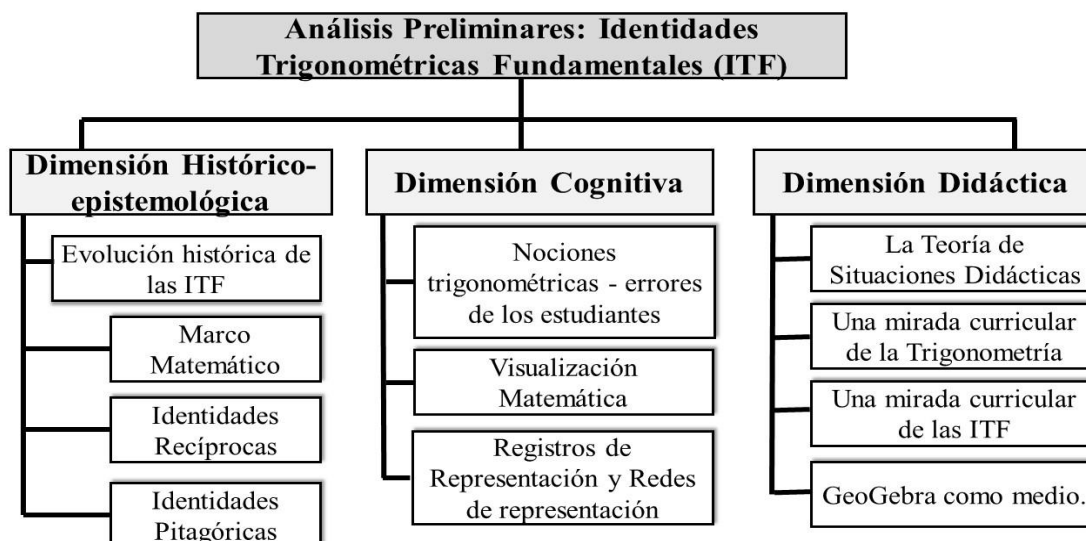 Análisis Preliminares: Identidades
Trigonométricas Fundamentales (ITF)
Dimensión Histórico-
epistemológica
Evolución histórica de
las ITF
Marco
Matemático
Identidades
Recíprocas
Identidades
Pitagóricas
Dimensión Cognitiva
Nociones
trigonométricas - errores
de los estudiantes
Visualización
Matemática
Registros de
Representación y Redes
de representación
Dimensión Didáctica
La Teoría de
Situaciones Didácticas
Una mirada curricular
de la Trigonometría
Una mirada curricular
de las ITF
GeoGebra como medio.